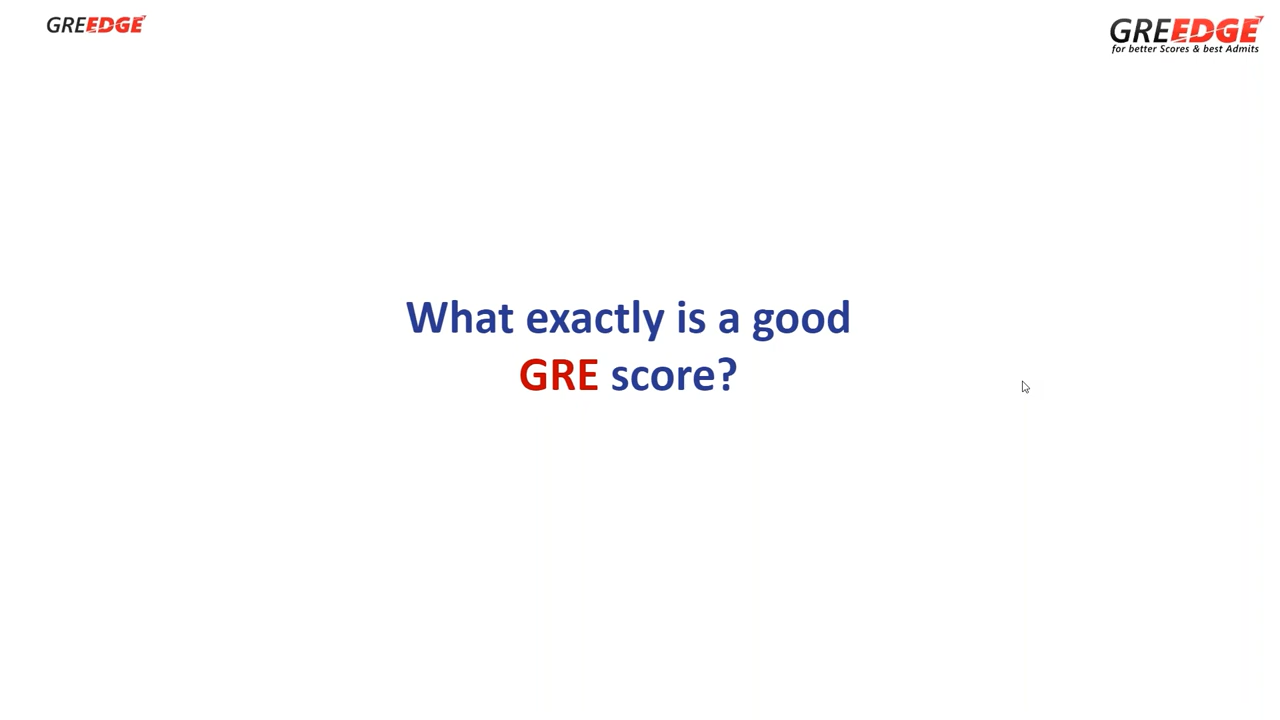 GREEDGE
GREEDGE
for better Scores & best Admits
What exactly is a good
GRE score?